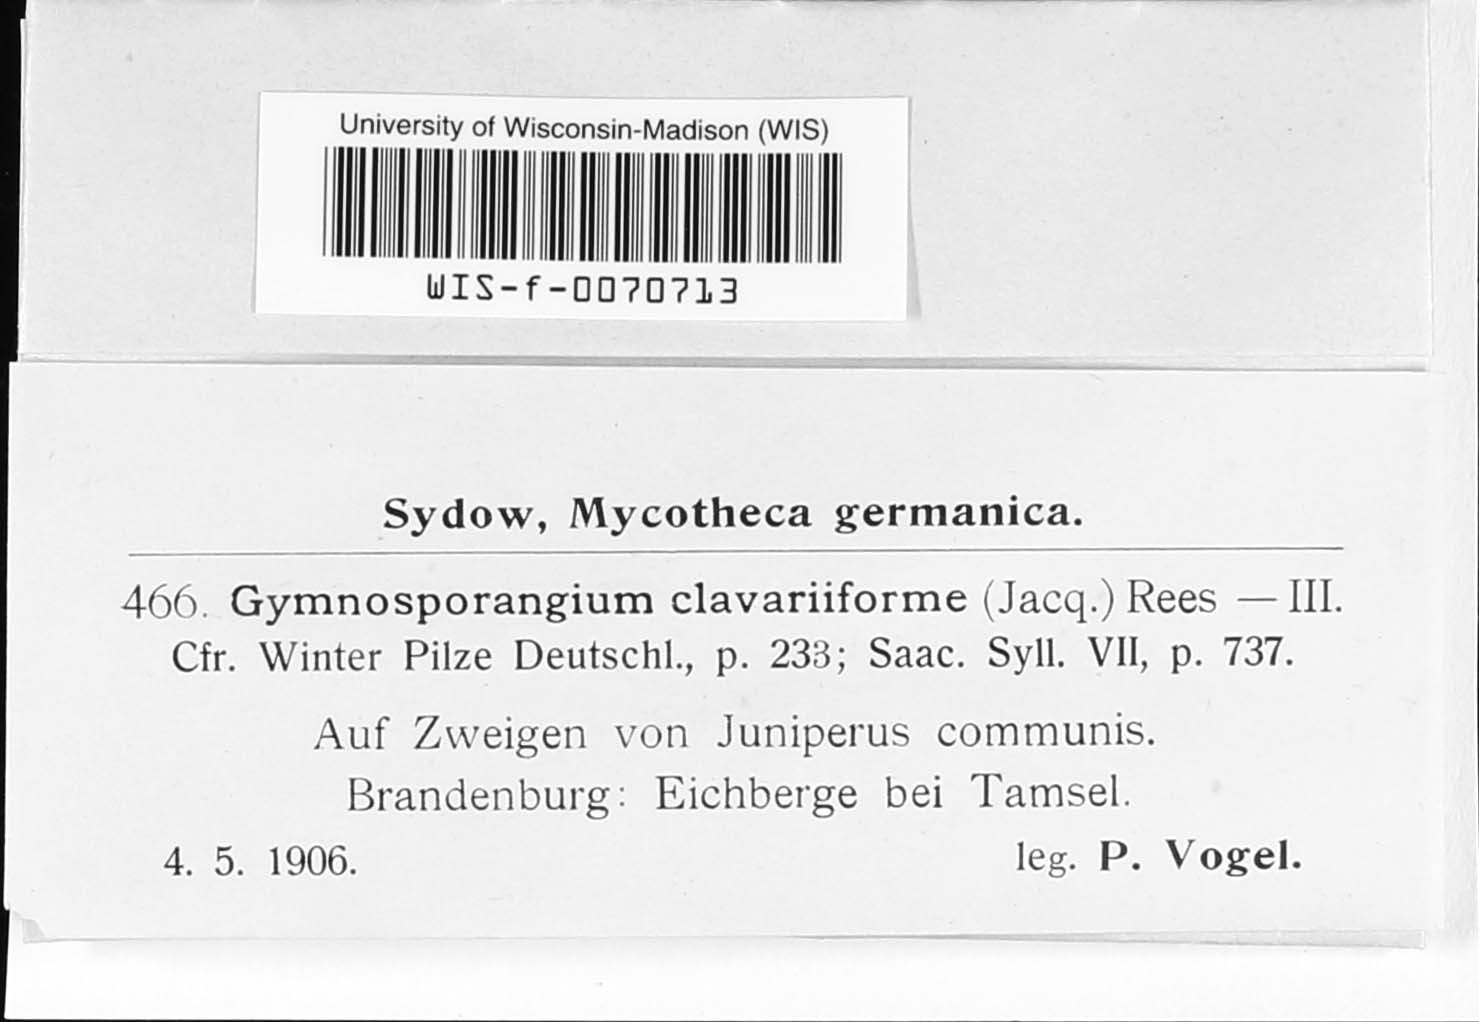 University of Wisconsin-Madison (WIS)
WIS-f-0070713
Sydow, Mycotheca germanica.
466. Gymnosporangium clavariiforme (Jacq.) Rees — III.
Cfr. Winter Pilze Deutschl., p. 233; Saac. Syll. VII, p. 737.
Auf Zweigen von Juniperus communis.
Brandenburg: Eichberge bei Tamsel.
4. 5. 1906. leg. P. Vogel.